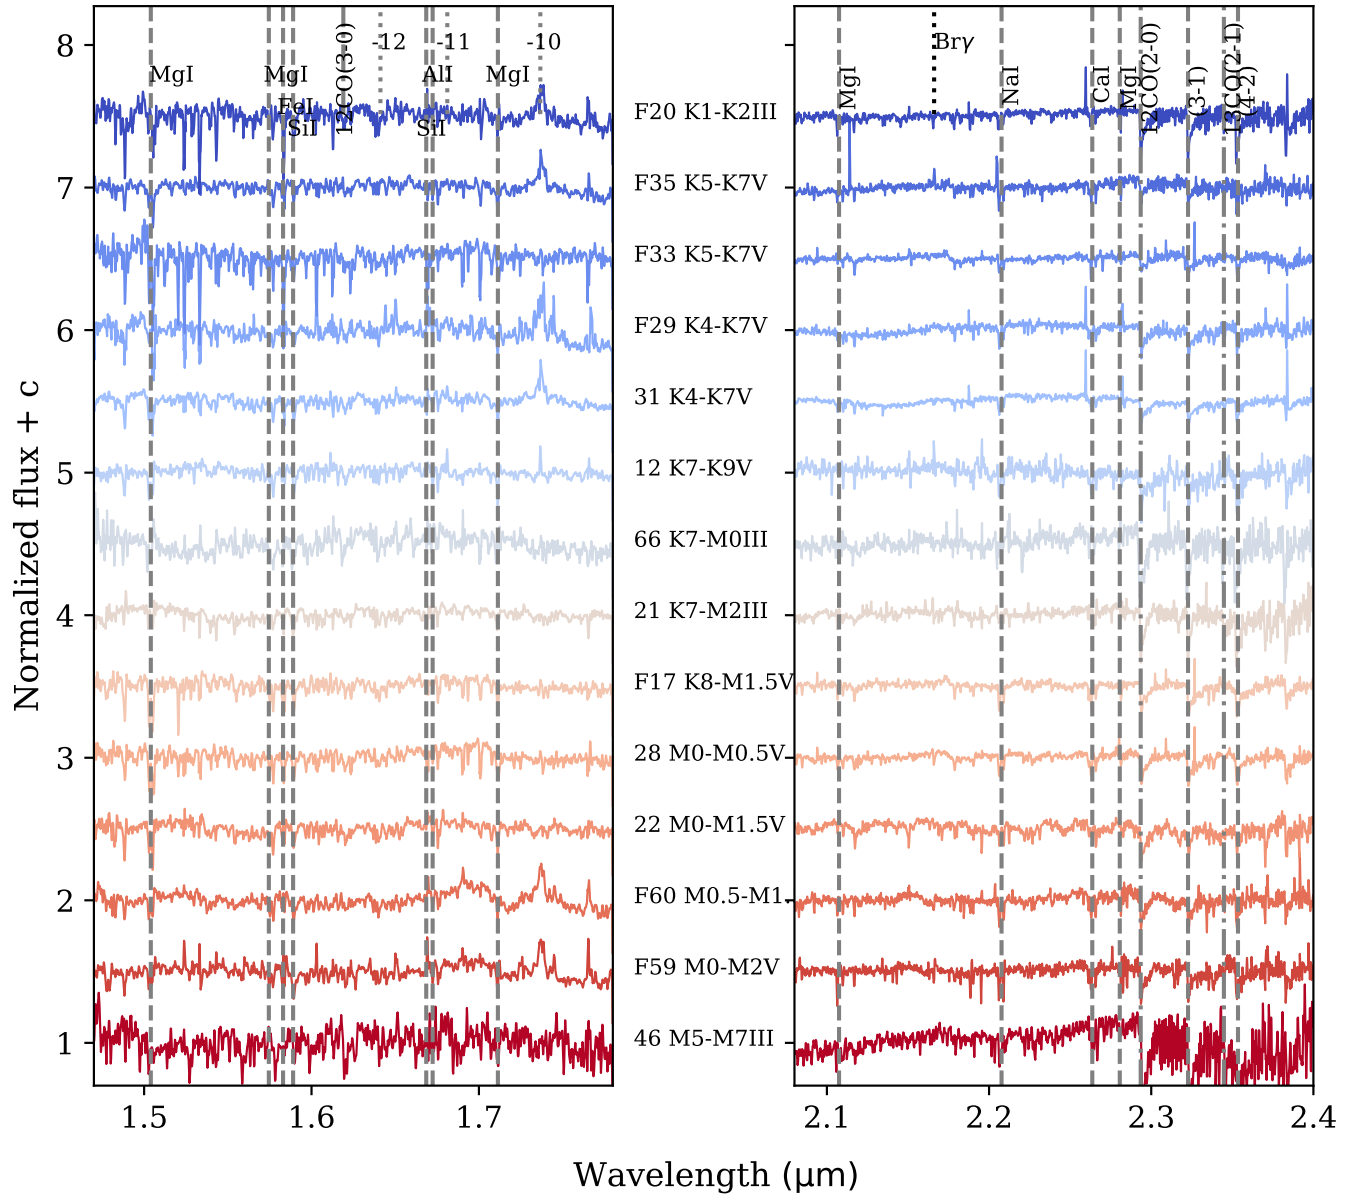 8
7
6
5
4
3
2
1
Normalized flux + c
MgI
MgI
FeI
SiI
12CO(3-0)
-12
-11
AlI
SiI
MgI
-10
F20 K1-K2III
F35 K5-K7V
F33 K5-K7V
F29 K4-K7V
31 K4-K7V
12 K7-K9V
66 K7-M0III
21 K7-M2III
F17 K8-M1.5V
28 M0-M0.5V
22 M0-M1.5V
F60 M0.5-M1.
F59 M0-M2V
46 M5-M7III
MgI
Brγ
NaI
CaI
MgI
12CO(2-0)
(3-1)
13CO(2-1)
(4-2)
1.5
1.6
1.7
2.1
2.2
2.3
2.4
Wavelength (μm)